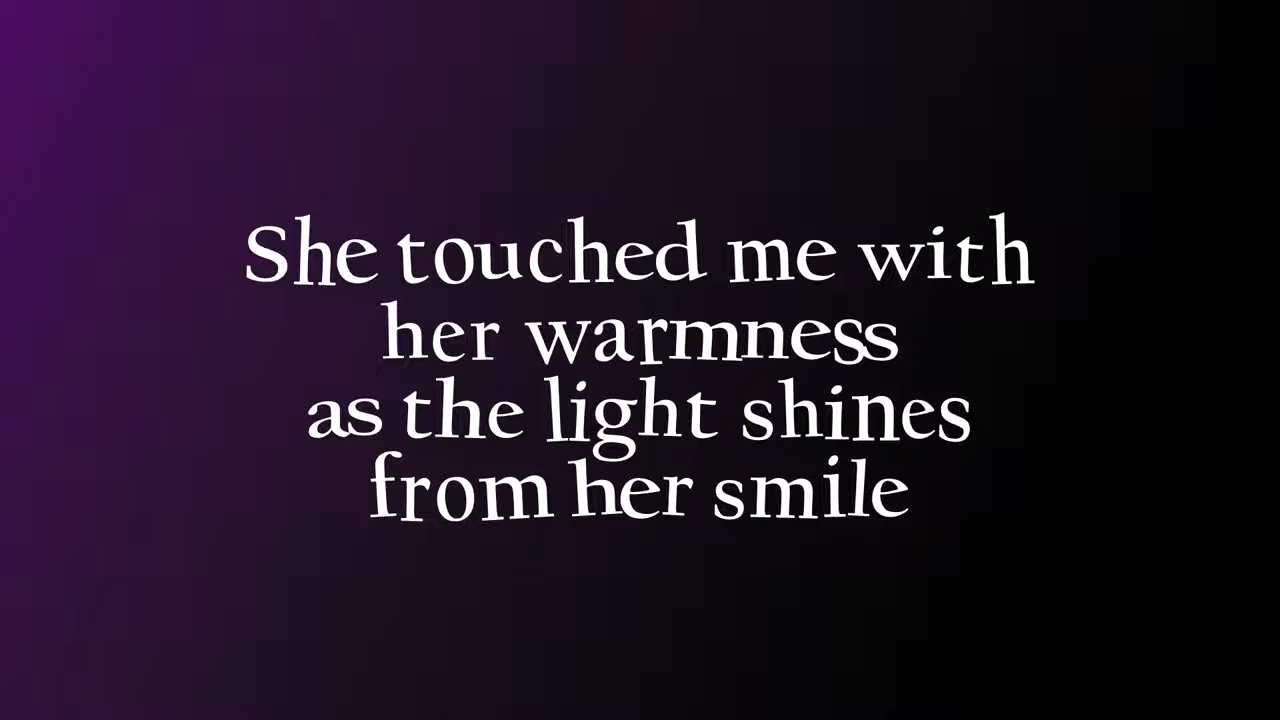 She touched me with
her warmness
as the light shines
from her smile